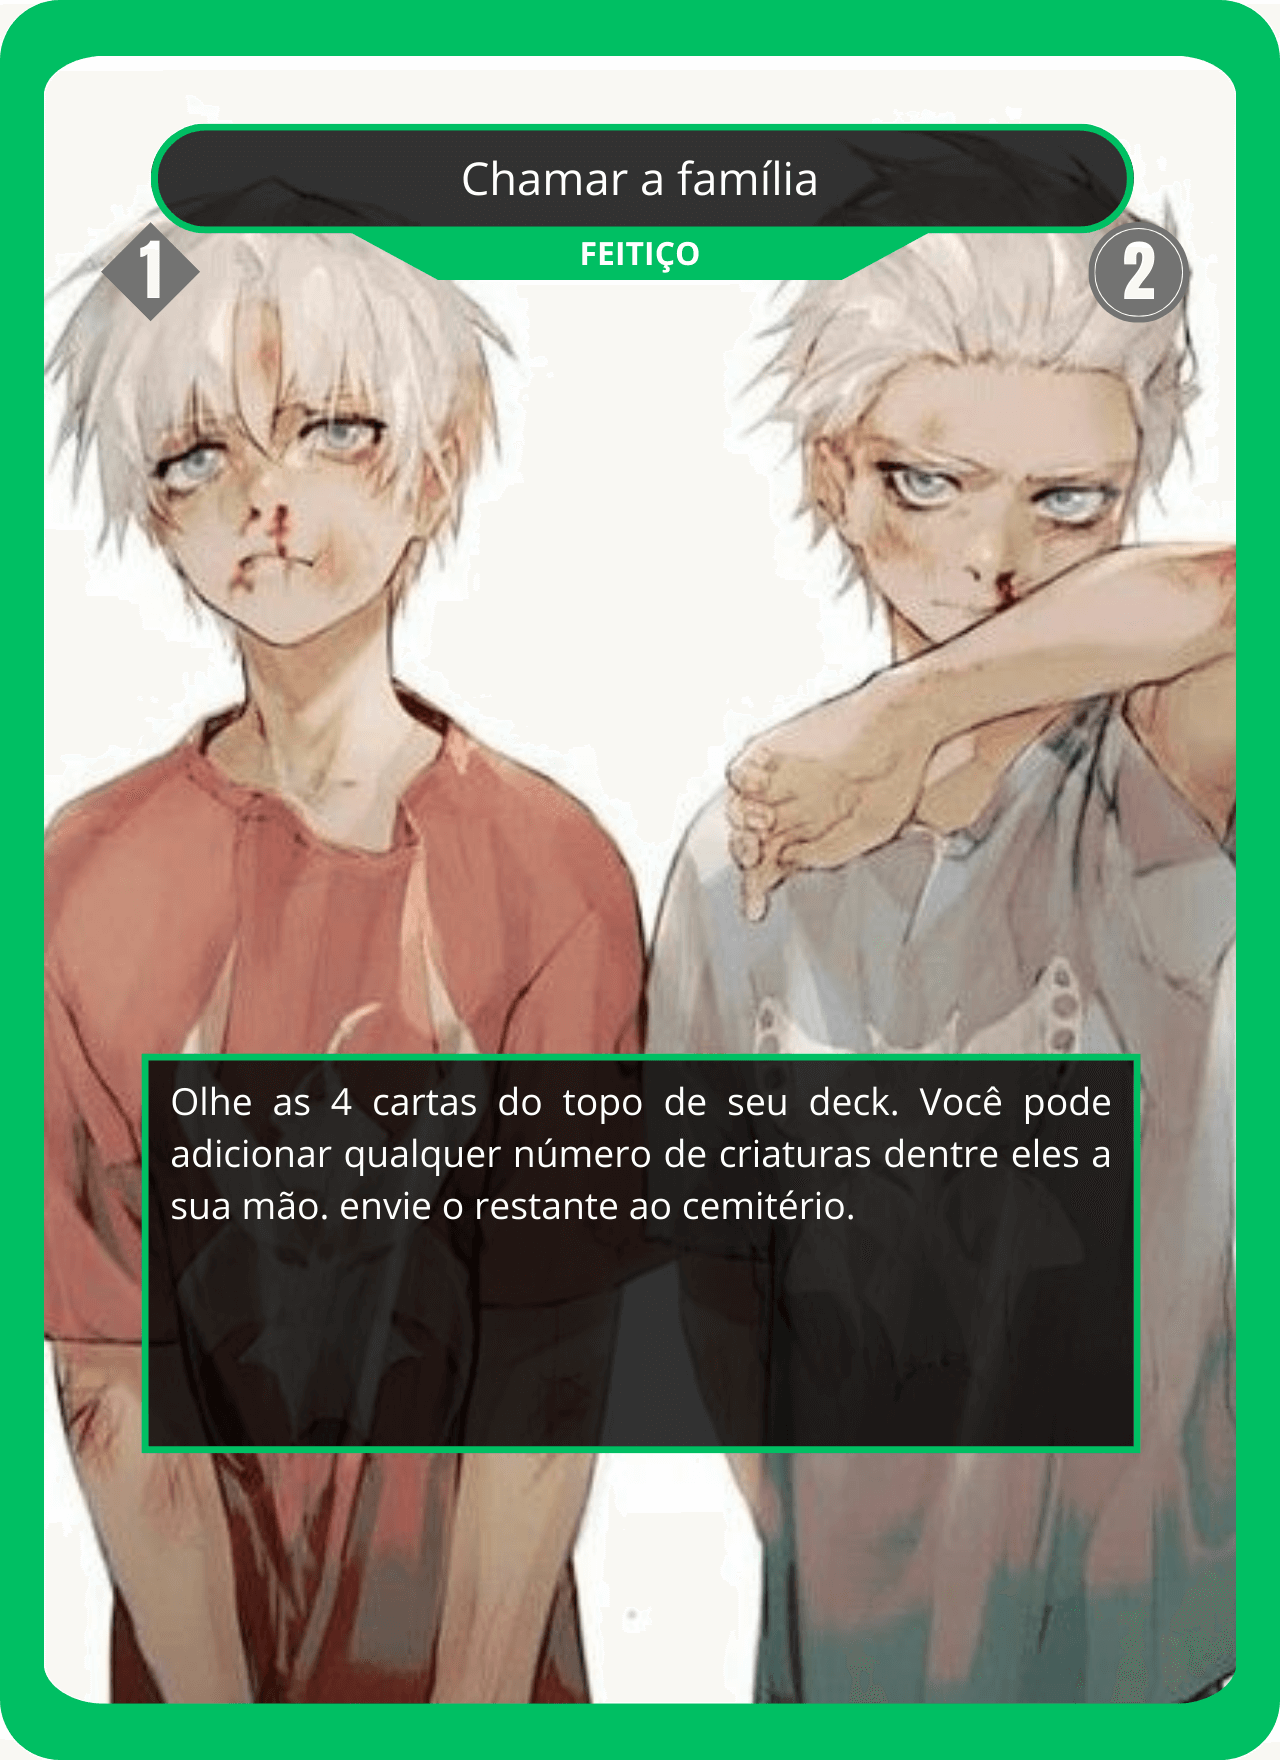 Chamar a família
FEITIÇO
1
2
Olhe as 4 cartas do topo de seu deck. Você pode
adicionar qualquer número de criaturas dentre eles a
sua mão. envie o restante ao cemitério.